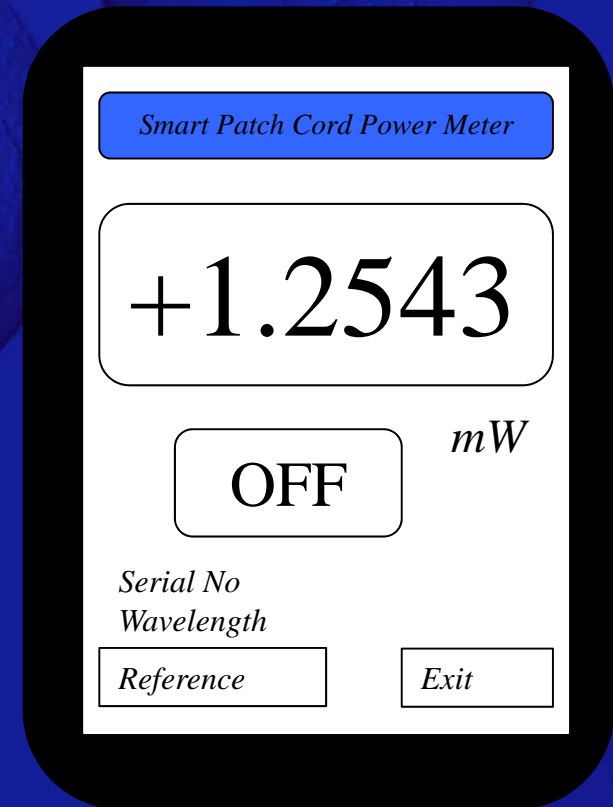 Smart Patch Cord Power Meter
+1.2543
mW
OFF
Serial No
Wavelength
Reference
Exit